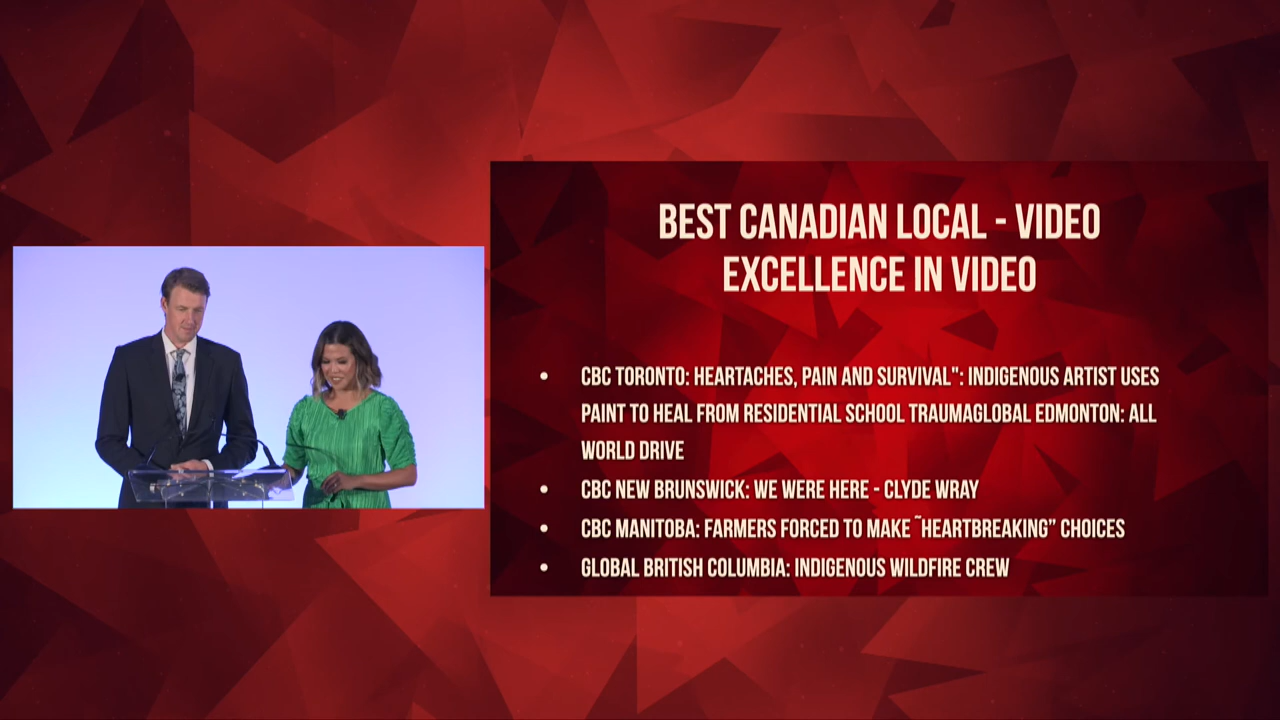 BEST CANADIAN LOCAL - VIDEO
EXCELLENCE IN VIDEO
• CBC TORONTO: HEARTACHES, PAIN AND SURVIVAL": INDIGENOUS ARTIST USES
PAINT TO HEAL FROM RESIDENTIAL SCHOOL TRAUMAGLOBAL EDMONTON: ALL
WORLD DRIVE
• CBC NEW BRUNSWICK: WE WERE HERE - CLYDE WRAY
• CBC MANITOBA: FARMERS FORCED TO MAKE ˜HEARTBREAKING” CHOICES
• GLOBAL BRITISH COLUMBIA: INDIGENOUS WILDFIRE CREW